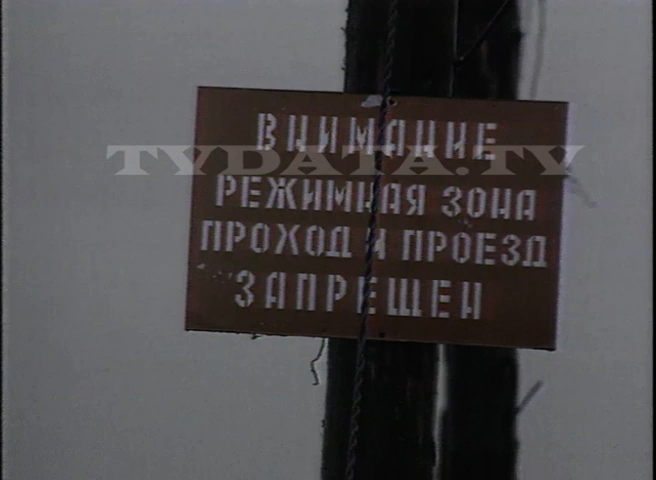 ВНИМАНИЕ
TVDATA.TV
РЕЖИМНАЯ ЗОНА
ПРОХОД И ПРОЕЗД
ЗАПРЕЩЕН